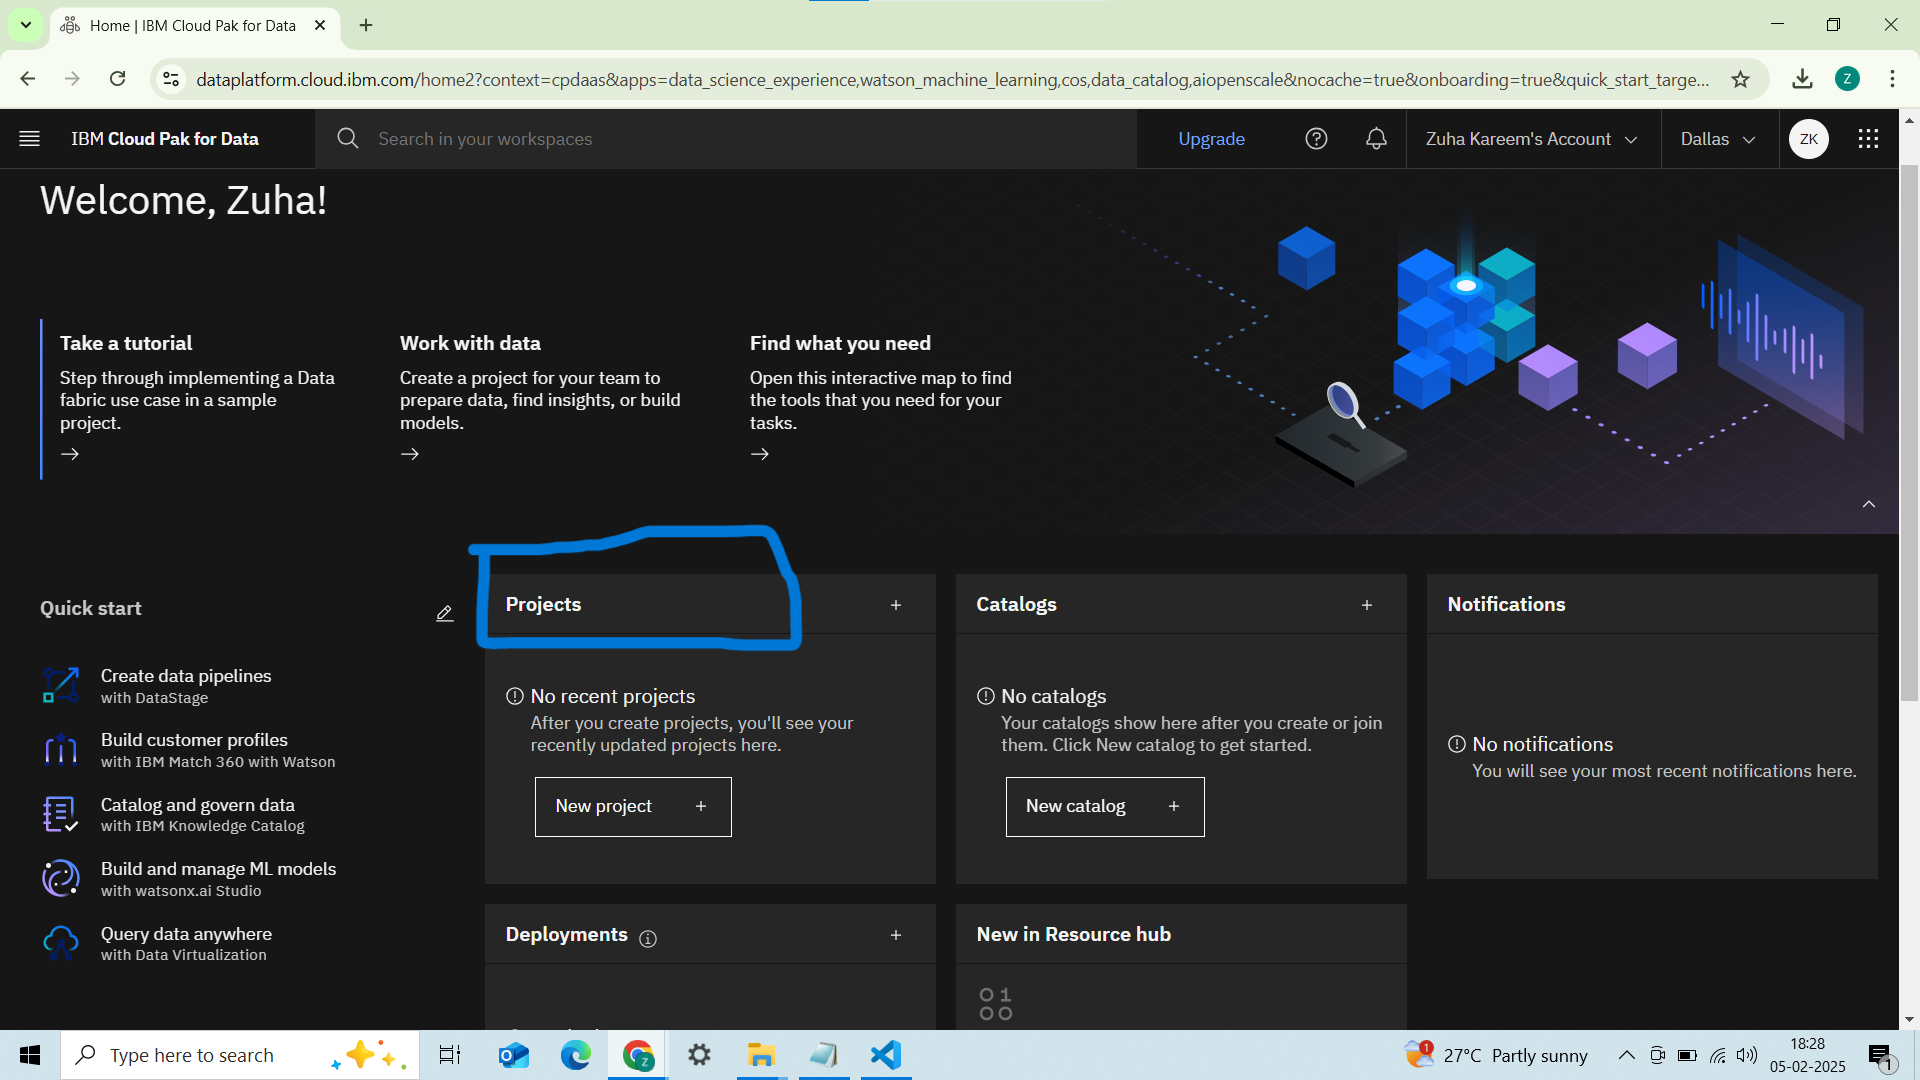 Home | IBM Cloud Pak for Data
dataplatform.cloud.ibm.com/home2?context=cpdaas&apps=data_science_experience,watson_machine_learning,cos,data_catalog,aiopenscale&nocache=true&onboarding=true&quick_start_targe...
Z
IBM Cloud Pak for Data
Search in your workspaces
Upgrade
Zuha Kareem's Account
Dallas
ZK
Welcome, Zuha!
Take a tutorial
Step through implementing a Data
fabric use case in a sample
project.
Work with data
Create a project for your team to
prepare data, find insights, or build
models.
Find what you need
Open this interactive map to find
the tools that you need for your
tasks.
Quick start
Create data pipelines
with DataStage
Build customer profiles
with IBM Match 360 with Watson
Catalog and govern data
with IBM Knowledge Catalog
Build and manage ML models
with watsonx.ai Studio
Query data anywhere
with Data Virtualization
Projects
No recent projects
After you create projects, you'll see your
recently updated projects here.
New project +
Catalogs
No catalogs
Your catalogs show here after you create or join
them. Click New catalog to get started.
New catalog +
Notifications
No notifications
You will see your most recent notifications here.
Deployments
New in Resource hub
Type here to search
Z
1
27°C Partly sunny
18:28
05-02-2025
1